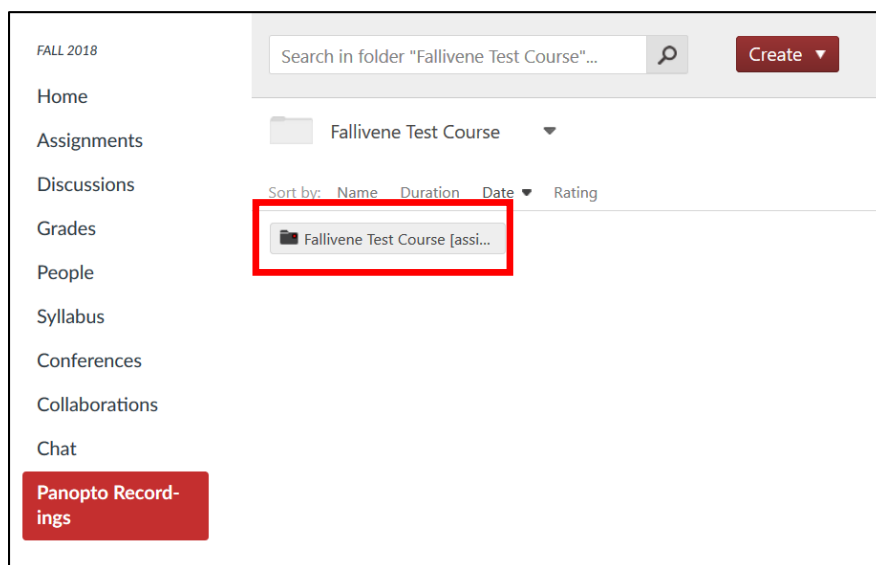 FALL 2018
Home
Assignments
Discussions
Grades
People
Syllabus
Conferences
Collaborations
Chat
Panopto Record-
ings
Search in folder "Fallivene Test Course"...
Create
Fallivene Test Course
Sort by: Name Duration Date Rating
Fallivene Test Course [assi...